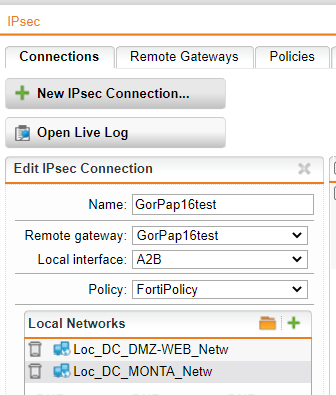 IPsec
Connections Remote Gateways Policies
New IPsec Connection...
Open Live Log
Edit IPsec Connection
Name: GorPap16test
Remote gateway: GorPap16test
Local interface: A2B
Policy: FortiPolicy
Local Networks
Loc_DC_DMZ-WEB_Netw
Loc_DC_MONTA_Netw